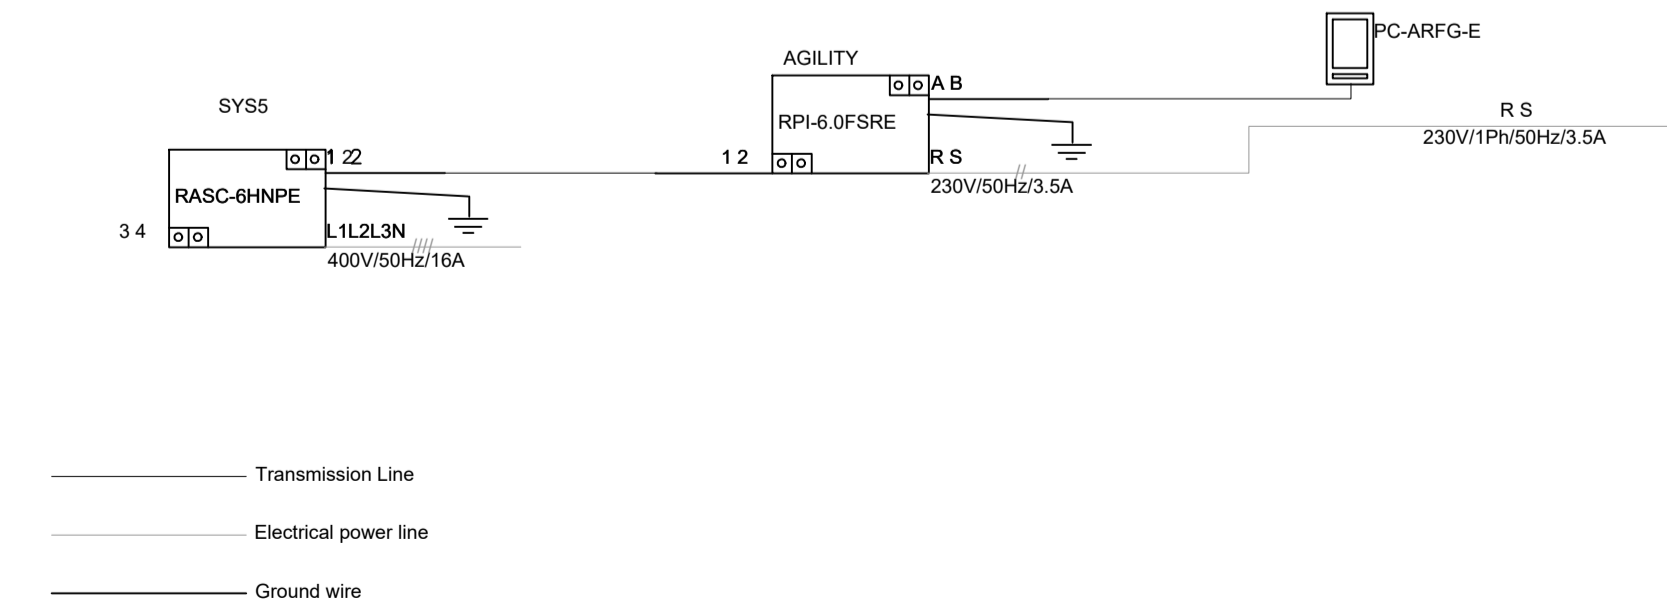 PC-ARFG-E
AGILITY
A B
SYS5
R S
RPI-6.0FSRE
230V/1Ph/50Hz/3.5A
1 2
1 2
R S
230V/50Hz/3.5A
RASC-6HNPE
3 4
L1L2L3N
400V/50Hz/16A
Transmission Line
Electrical power line
Ground wire